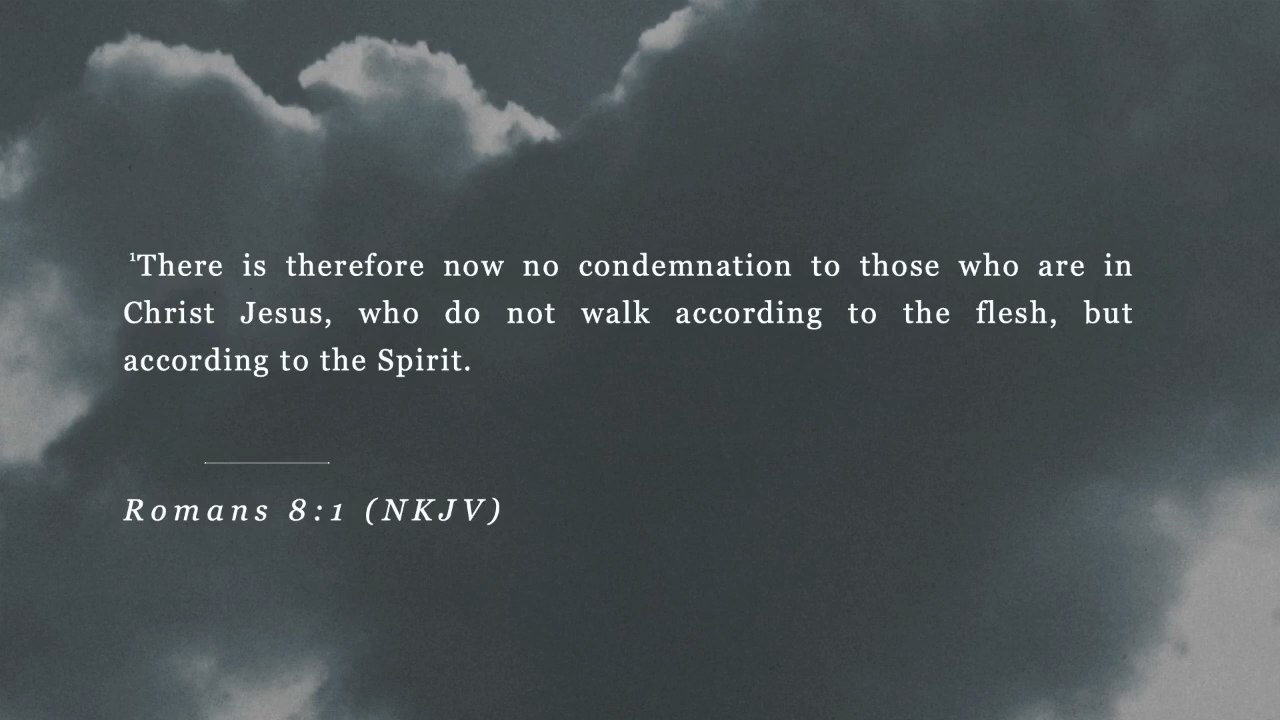 ¹There is therefore now no condemnation to those who are in
Christ Jesus, who do not walk according to the flesh, but
according to the Spirit.
Romans 8:1 (NKJV)